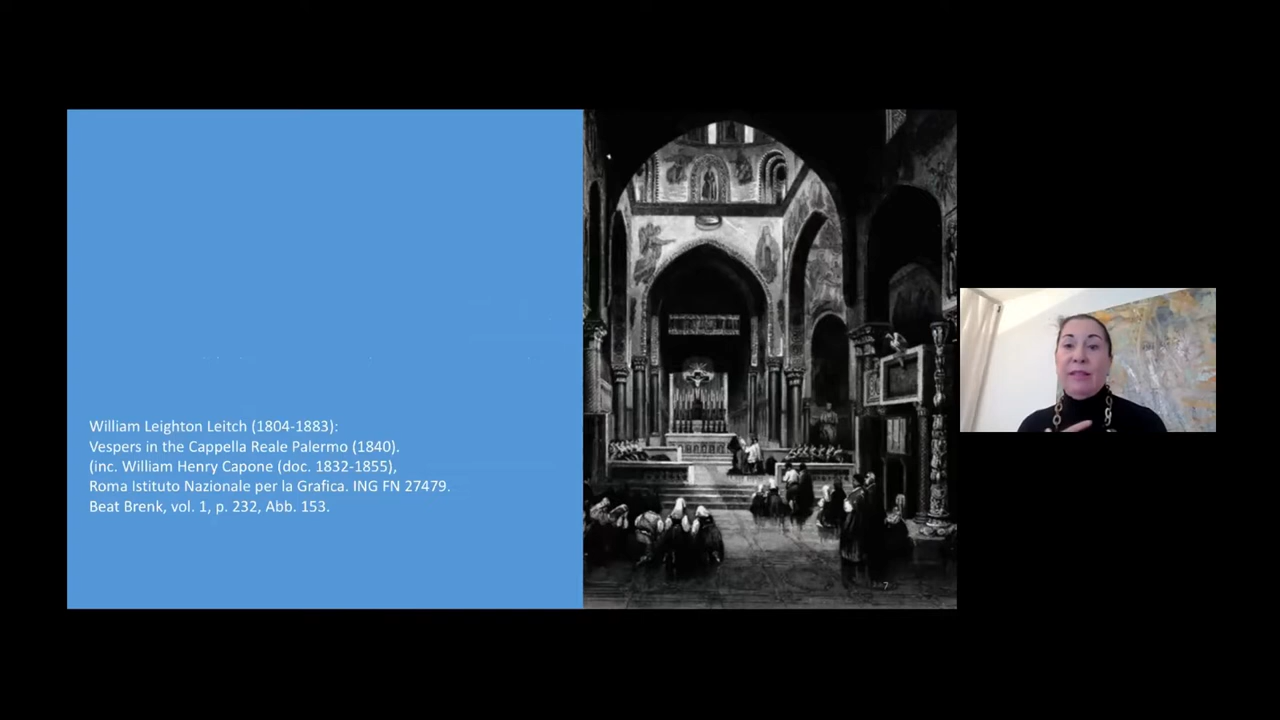 William Leighton Leitch (1804-1883):
Vespers in the Cappella Reale Palermo (1840).
(inc. William Henry Capone (doc. 1832-1855),
Roma Istituto Nazionale per la Grafica. ING FN 27479.
Beat Brenk, vol. 1, p. 232, Abb. 153.
7